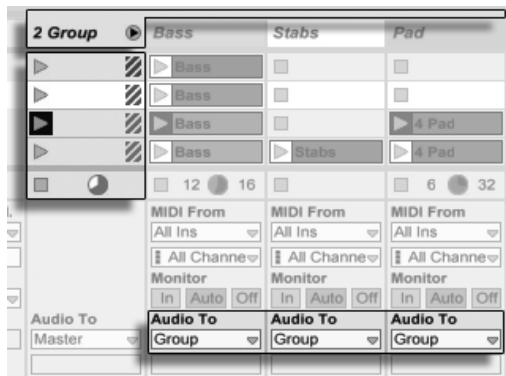 2 Group Bass Stabs Pad
Bass
Bass
Bass 4 Pad
Bass Stabs 4 Pad
12 16 6 32
MIDI From MIDI From MIDI From
All Ins All Ins All Ins
All Channe All Channe All Channe
Monitor Monitor Monitor
In Auto Off In Auto Off In Auto Off
Audio To Audio To Audio To Audio To
Master Group Group Group